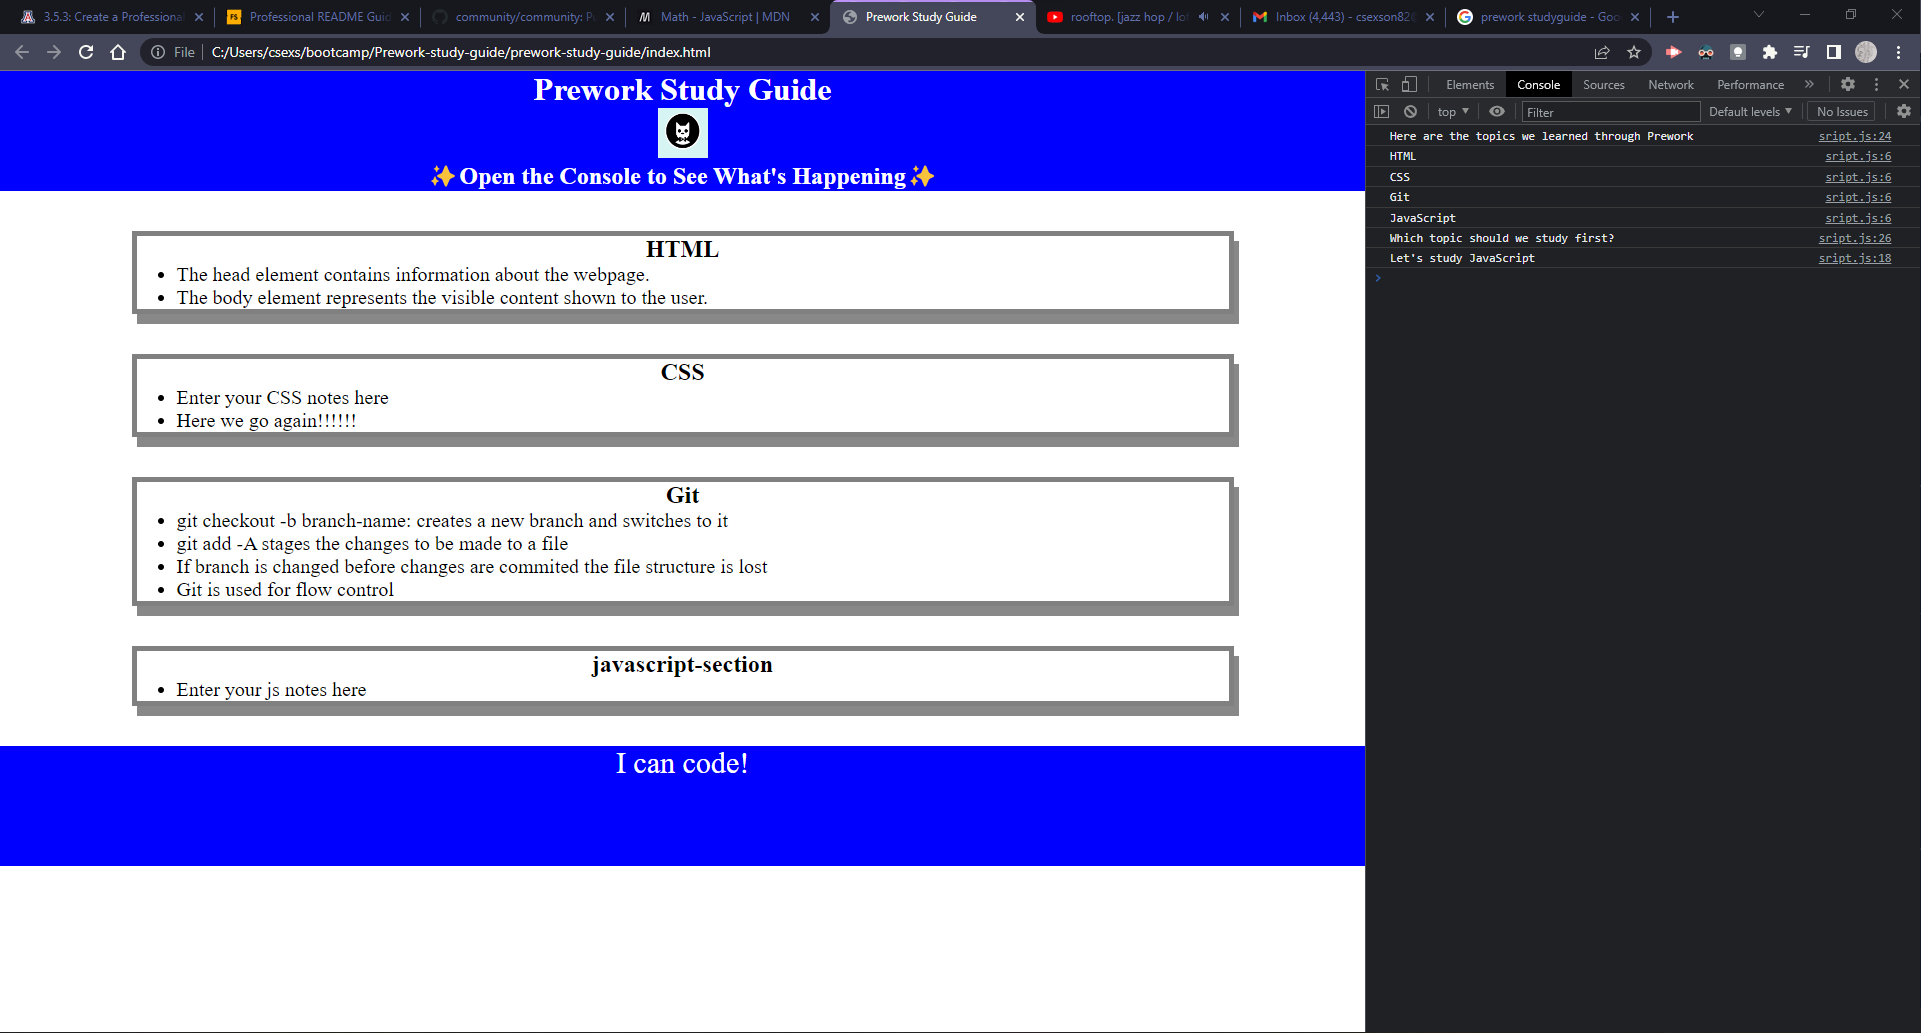 3.5.3: Create a Professional
Professional README Guid
community/community: Pu
Math - JavaScript | MDN
Prework Study Guide
rooftop. [jazz hop / lof
Inbox (4,443) - csexson82@
prework studyguide - Goo
File
C:/Users/csexs/bootcamp/Prework-study-guide/prework-study-guide/index.html
Prework Study Guide
✨Open the Console to See What's Happening✨
HTML
• The head element contains information about the webpage.
• The body element represents the visible content shown to the user.
CSS
• Enter your CSS notes here
• Here we go again!!!!!!
Git
• git checkout -b branch-name: creates a new branch and switches to it
• git add -A stages the changes to be made to a file
• If branch is changed before changes are commited the file structure is lost
• Git is used for flow control
javascript-section
• Enter your js notes here
I can code!
Elements Console Sources Network Performance »
top Filter Default levels No Issues
Here are the topics we learned through Prework sript.js:24
HTML sript.js:6
CSS sript.js:6
Git sript.js:6
JavaScript sript.js:6
Which topic should we study first? sript.js:26
Let's study JavaScript sript.js:18